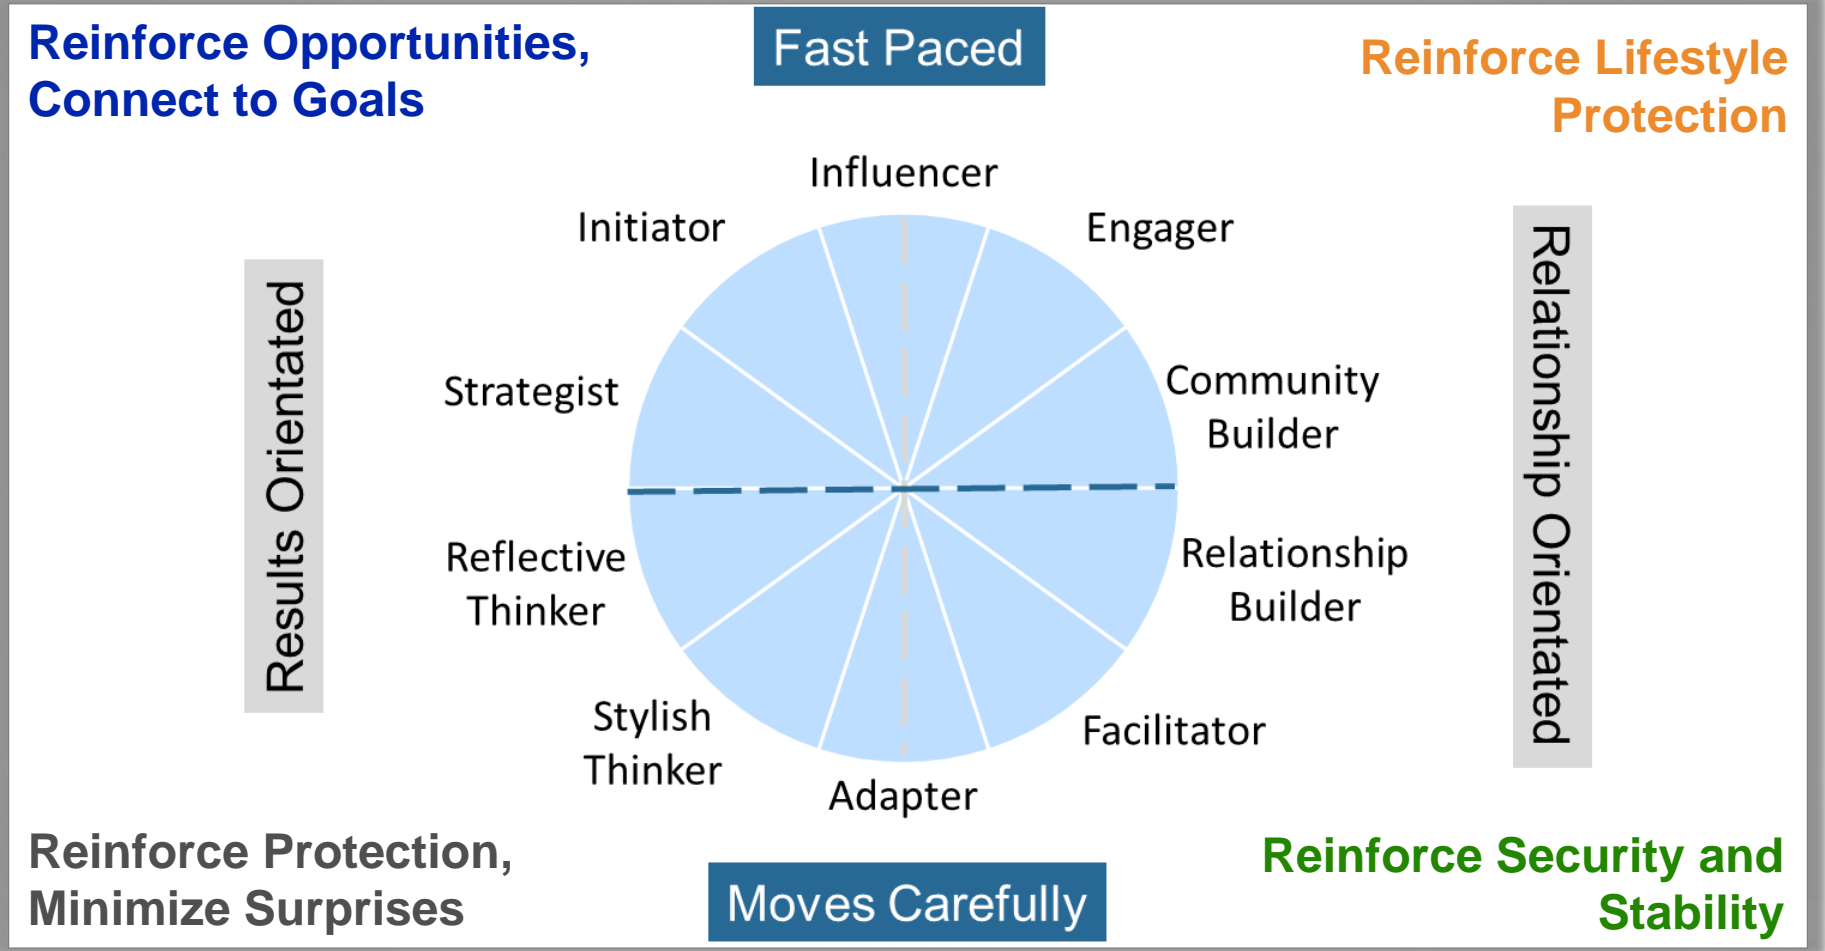 Reinforce Opportunities,
Connect to Goals
Fast Paced
Reinforce Lifestyle
Protection
Influencer
Initiator
Engager
Strategist
Community
Builder
Results Orientated
Relationship Orientated
Reflective
Thinker
Relationship
Builder
Stylish
Thinker
Facilitator
Adapter
Reinforce Protection,
Minimize Surprises
Moves Carefully
Reinforce Security and
Stability